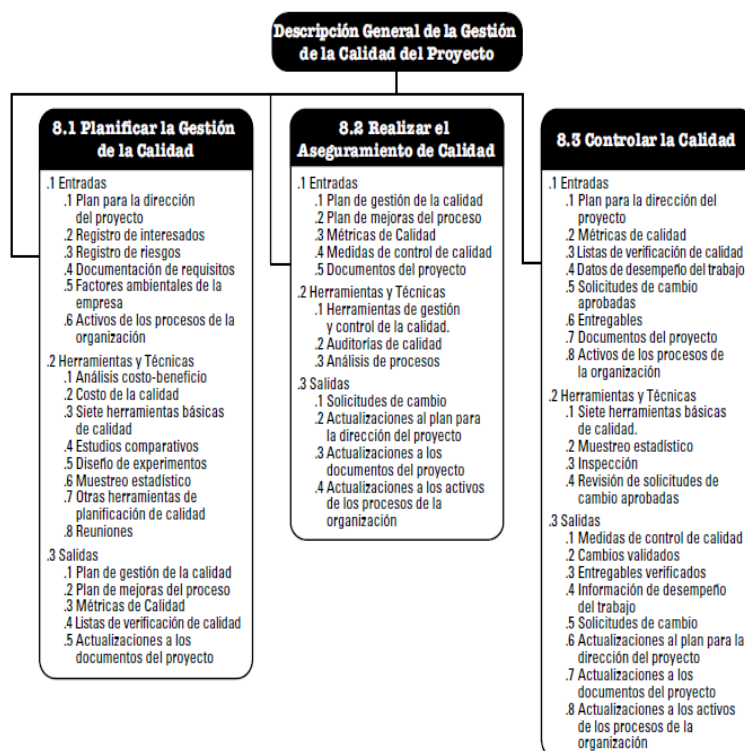 Descripción General de la Gestión
de la Calidad del Proyecto
8.1 Planificar la Gestión
de la Calidad
.1 Entradas
.1 Plan para la dirección
del proyecto
.2 Registro de interesados
.3 Registro de riesgos
.4 Documentación de requisitos
.5 Factores ambientales de la
empresa
.6 Activos de los procesos de la
organización
.2 Herramientas y Técnicas
.1 Análisis costo-beneficio
.2 Costo de la calidad
.3 Siete herramientas básicas
de calidad
.4 Estudios comparativos
.5 Diseño de experimentos
.6 Muestreo estadístico
.7 Otras herramientas de
planificación de calidad
.8 Reuniones
.3 Salidas
.1 Plan de gestión de la calidad
.2 Plan de mejoras del proceso
.3 Métricas de Calidad
.4 Listas de verificación de calidad
.5 Actualizaciones a los
documentos del proyecto
8.2 Realizar el
Aseguramiento de Calidad
.1 Entradas
.1 Plan de gestión de la calidad
.2 Plan de mejoras del proceso
.3 Métricas de Calidad
.4 Medidas de control de calidad
.5 Documentos del proyecto
.2 Herramientas y Técnicas
.1 Herramientas de gestión
y control de la calidad.
.2 Auditorías de calidad
.3 Análisis de procesos
.3 Salidas
.1 Solicitudes de cambio
.2 Actualizaciones al plan para
la dirección del proyecto
.3 Actualizaciones a los
documentos del proyecto
.4 Actualizaciones a los activos
de los procesos de la
organización
8.3 Controlar la Calidad
.1 Entradas
.1 Plan para la dirección del
proyecto
.2 Métricas de calidad
.3 Listas de verificación de calidad
.4 Datos de desempeño del trabajo
.5 Solicitudes de cambio
aprobadas
.6 Entregables
.7 Documentos del proyecto
.8 Activos de los procesos de
la organización
.2 Herramientas y Técnicas
.1 Siete herramientas básicas
de calidad.
.2 Muestreo estadístico
.3 Inspección
.4 Revisión de solicitudes de
cambio aprobadas
.3 Salidas
.1 Medidas de control de calidad
.2 Cambios validados
.3 Entregables verificados
.4 Información de desempeño
del trabajo
.5 Solicitudes de cambio
.6 Actualizaciones al plan para la
dirección del proyecto
.7 Actualizaciones a los
documentos del proyecto
.8 Actualizaciones a los activos
de los procesos de la
organización